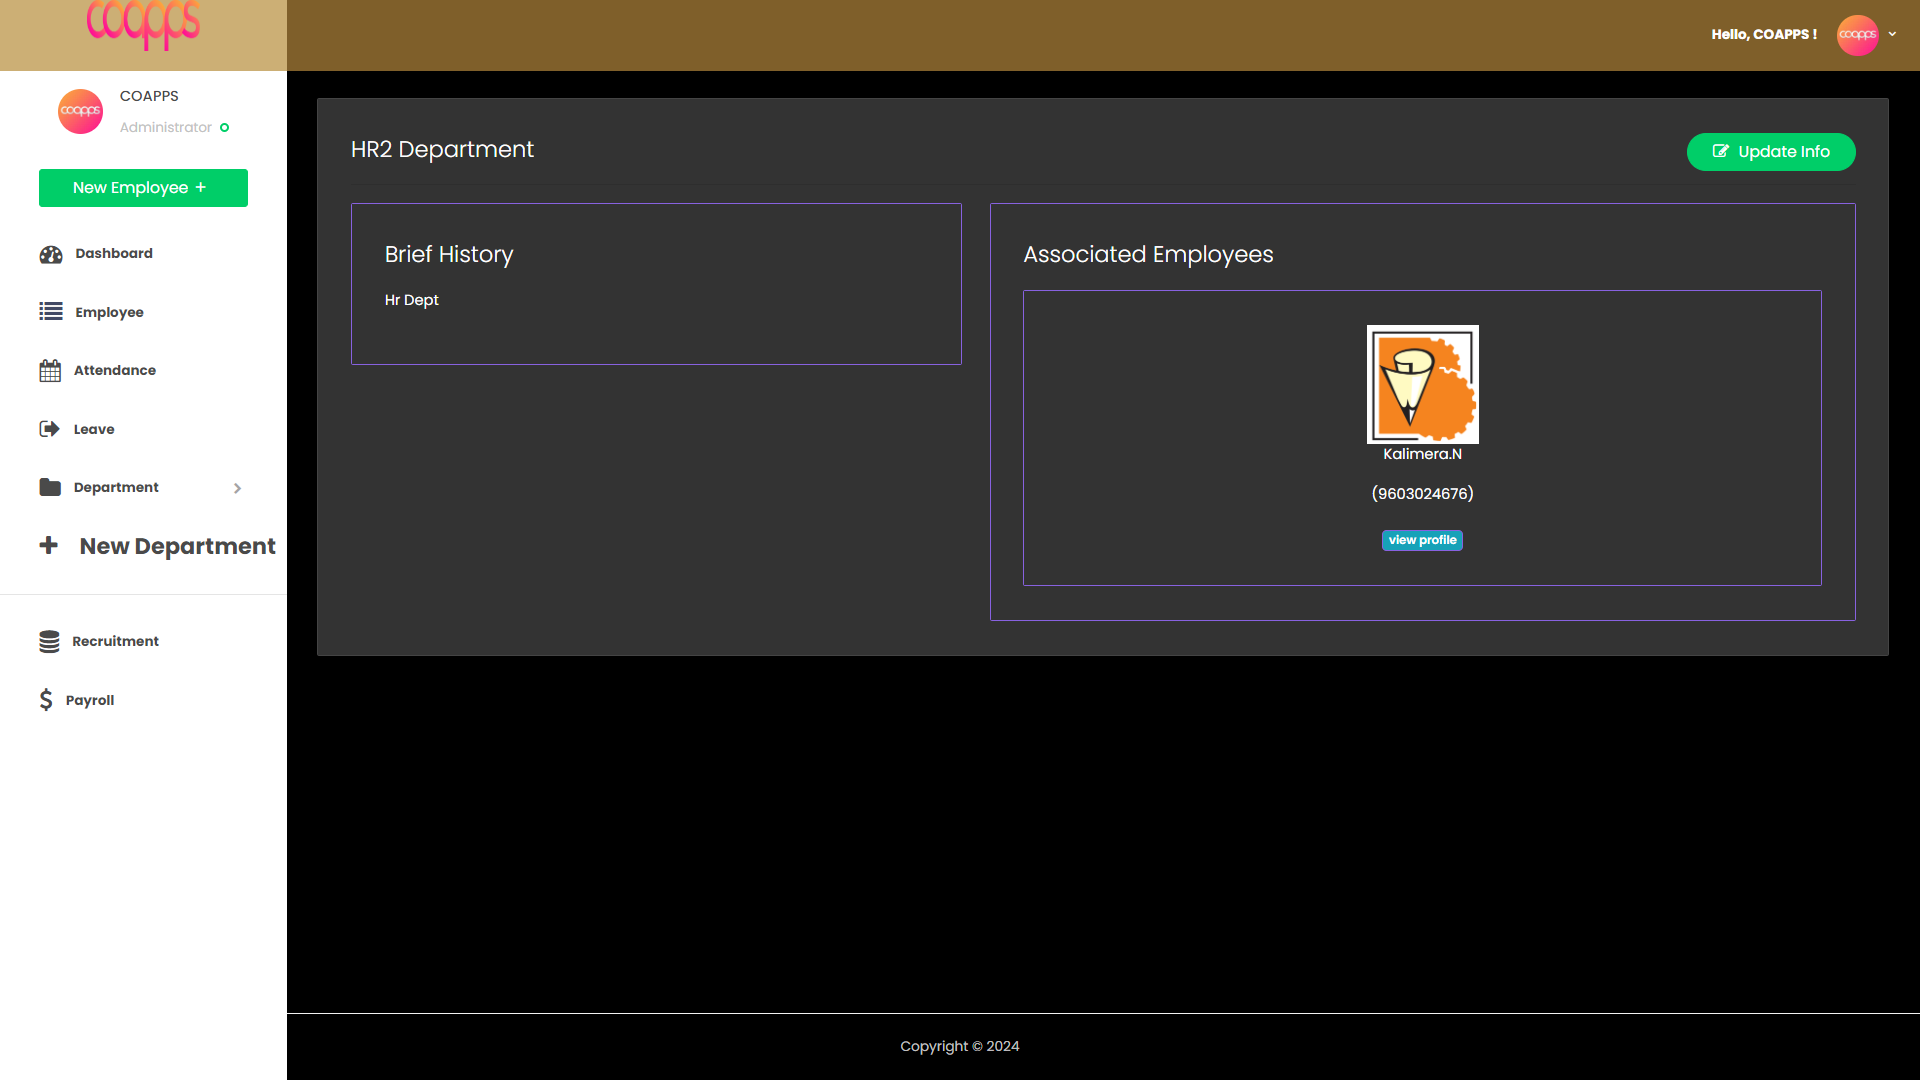 coapps
Hello, COAPPS !
coapps
coapps
COAPPS
Administrator
New Employee +
Dashboard
Employee
Attendance
Leave
Department
New Department
Recruitment
Payroll
HR2 Department
Update Info
Brief History
Hr Dept
Associated Employees
Kalimera.N
(9603024676)
view profile
Copyright © 2024